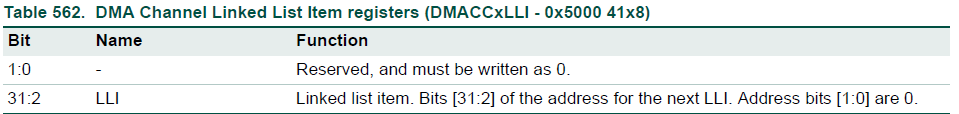 Table 562. DMA Channel Linked List Item registers (DMACCxLLI - 0x5000 41x8)
Bit Name Function
1:0 - Reserved, and must be written as 0.
31:2 LLI Linked list item. Bits [31:2] of the address for the next LLI. Address bits [1:0] are 0.